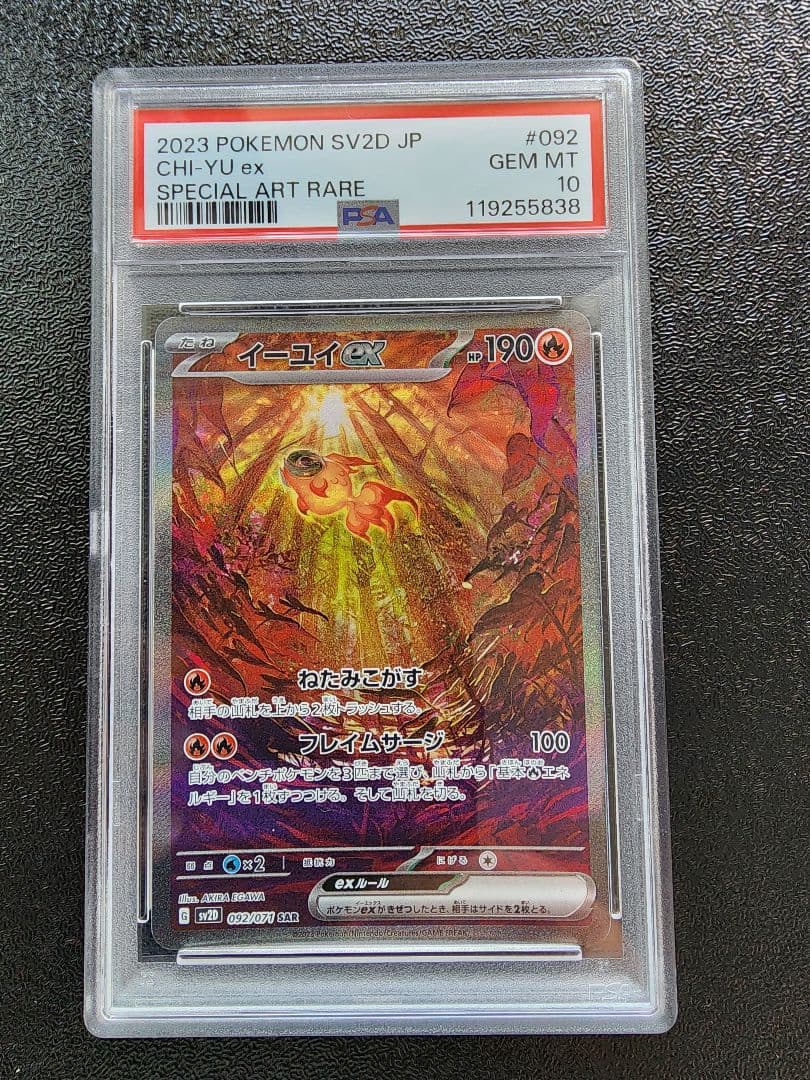 2023 POKEMON SV2D JP #092
CHI-YU ex GEM MT
SPECIAL ART RARE 10
PSA 119255838
たね イーユイex HP190
ねたみこがす
相手の山札を上から2枚トラッシュする。
フレイムサージ 100
自分のベンチポケモンを3匹まで選び、山札から「基本炎エネ
ルギー」を1枚ずつつける。そして山札を切る。
弱点 ×2 抵抗力 にげる
exルール
ポケモンexがきぜつしたとき、相手はサイドを2枚とる。
Illus. AKIRA EGAWA
G sv2D 092/071 SAR
©2023 Pokémon/Nintendo/Creatures/GAME FREAK.